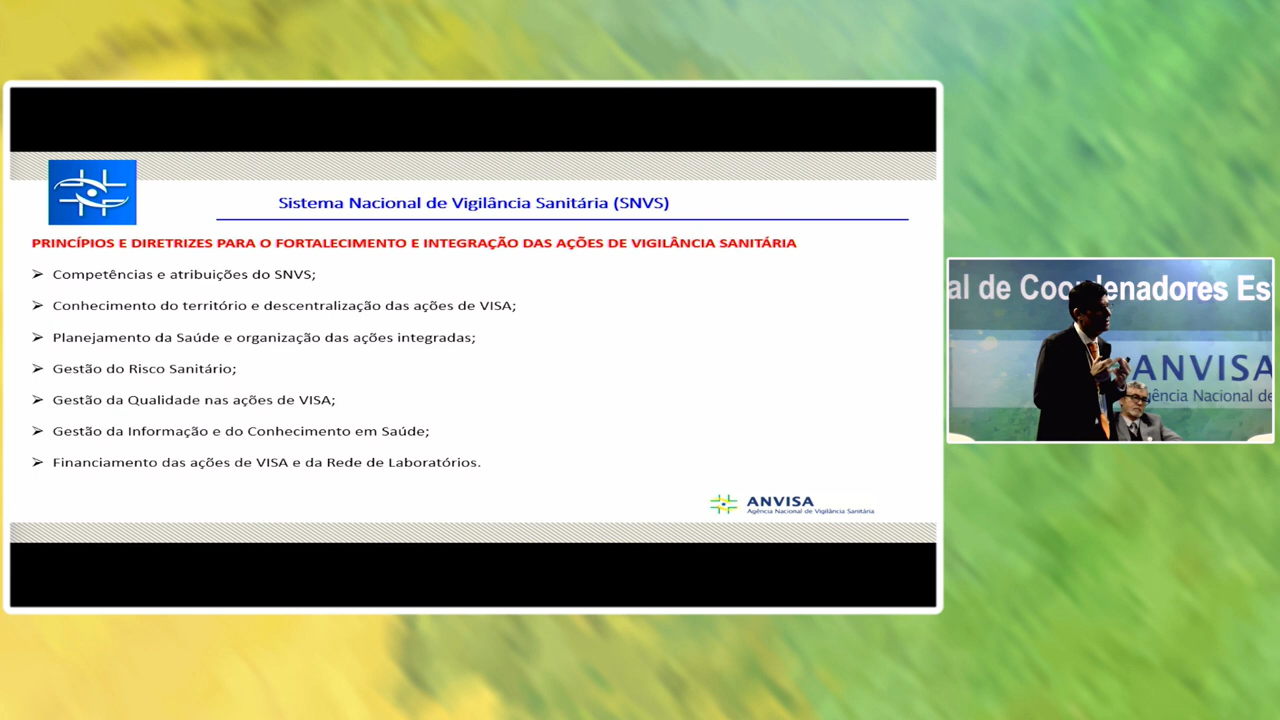 Sistema Nacional de Vigilância Sanitária (SNVS)
PRINCÍPIOS E DIRETRIZES PARA O FORTALECIMENTO E INTEGRAÇÃO DAS AÇÕES DE VIGILÂNCIA SANITÁRIA
➢ Competências e atribuições do SNVS;
➢ Conhecimento do território e descentralização das ações de VISA;
➢ Planejamento da Saúde e organização das ações integradas;
➢ Gestão do Risco Sanitário;
➢ Gestão da Qualidade nas ações de VISA;
➢ Gestão da Informação e do Conhecimento em Saúde;
➢ Financiamento das ações de VISA e da Rede de Laboratórios.
ANVISA
Agência Nacional de Vigilância Sanitária
al de Coordenadores Es
ANVISA
gência Nacional de